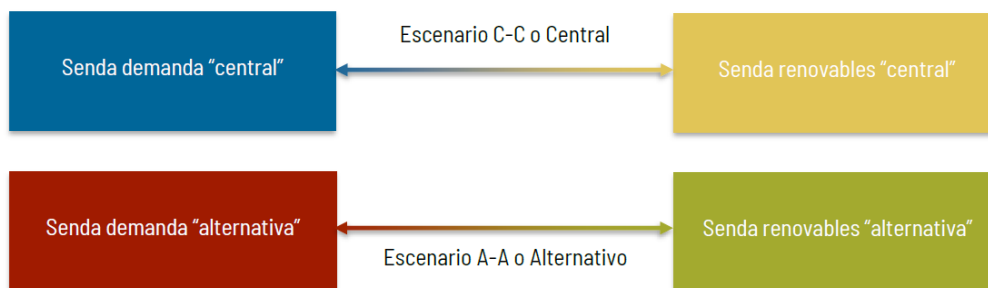 Escenario C-C o Central
Senda demanda “central”
Senda renovables “central”
Senda demanda “alternativa”
Senda renovables “alternativa”
Escenario A-A o Alternativo